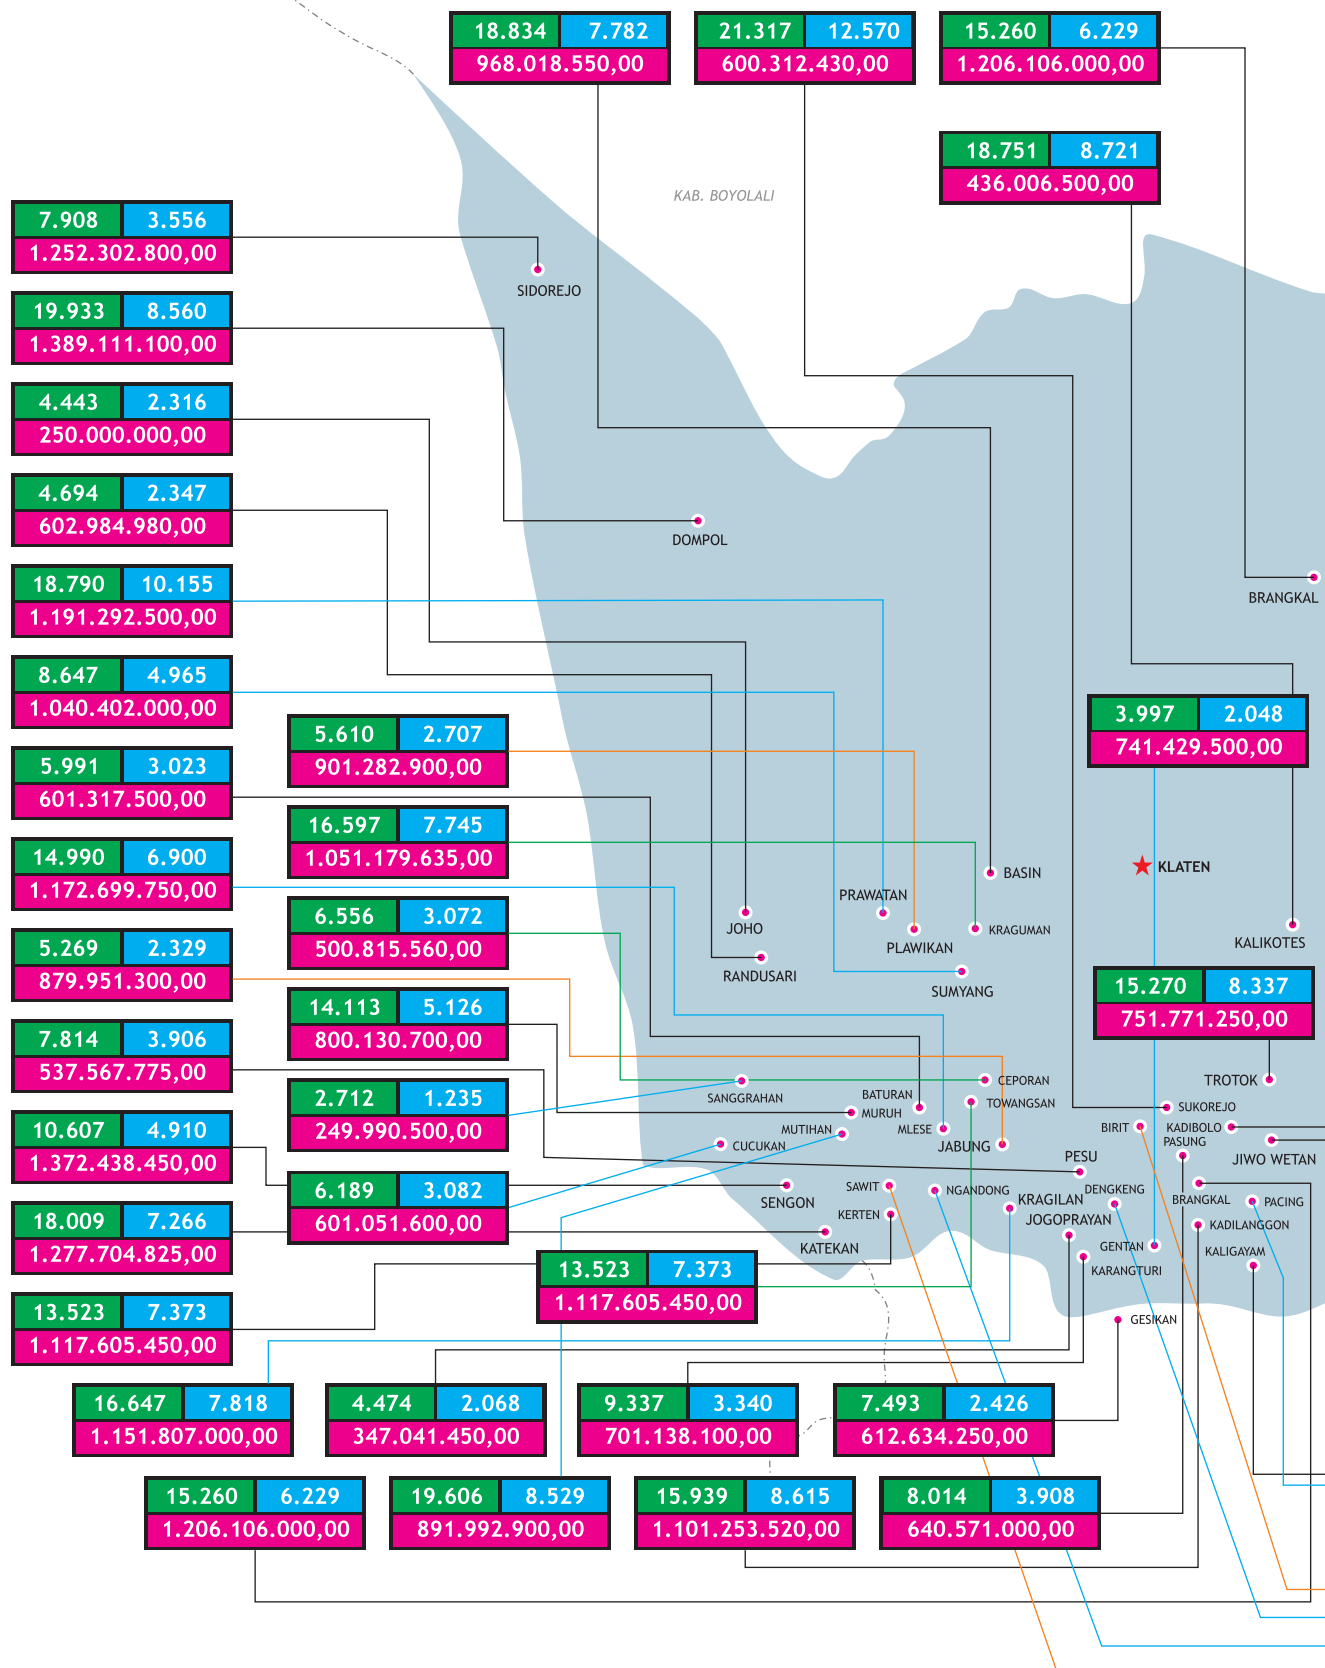 18.834 7.782
968.018.550,00
21.317 12.570
600.312.430,00
15.260 6.229
1.206.106.000,00
18.751 8.721
436.006.500,00
KAB. BOYOLALI
7.908 3.556
1.252.302.800,00
SIDOREJO
19.933 8.560
1.389.111.100,00
4.443 2.316
250.000.000,00
4.694 2.347
602.984.980,00
DOMPOL
18.790 10.155
1.191.292.500,00
BRANGKAL
8.647 4.965
1.040.402.000,00
3.997 2.048
741.429.500,00
5.610 2.707
901.282.900,00
5.991 3.023
601.317.500,00
16.597 7.745
1.051.179.635,00
14.990 6.900
1.172.699.750,00
KLATEN
BASIN
PRAWATAN
6.556 3.072
500.815.560,00
JOHO
PLAWIKAN
KRAGUMAN
KALIKOTES
5.269 2.329
879.951.300,00
RANDUSARI
SUMYANG
15.270 8.337
751.771.250,00
14.113 5.126
800.130.700,00
7.814 3.906
537.567.775,00
SANGGRAHAN
CEPORAN
TROTOK
2.712 1.235
249.990.500,00
BATURAN
MURUH
TOWANGSAN
SUKOREJO
MUTIHAN
MLESE
JABUNG
BIRIT
KADIBOLO
PASUNG
10.607 4.910
1.372.438.450,00
CUCUKAN
PESU
JIWO WETAN
6.189 3.082
601.051.600,00
SENGON
SAWIT
NGANDONG
DENGKENG
BRANGKAL
PACING
KRAGILAN
18.009 7.266
1.277.704.825,00
KERTEN
JOGOPRAYAN
KADILANGGON
KATEKAN
GENTAN
KALIGAYAM
13.523 7.373
1.117.605.450,00
KARANGTURI
13.523 7.373
1.117.605.450,00
GESIKAN
16.647 7.818
1.151.807.000,00
4.474 2.068
347.041.450,00
9.337 3.340
701.138.100,00
7.493 2.426
612.634.250,00
15.260 6.229
1.206.106.000,00
19.606 8.529
891.992.900,00
15.939 8.615
1.101.253.520,00
8.014 3.908
640.571.000,00